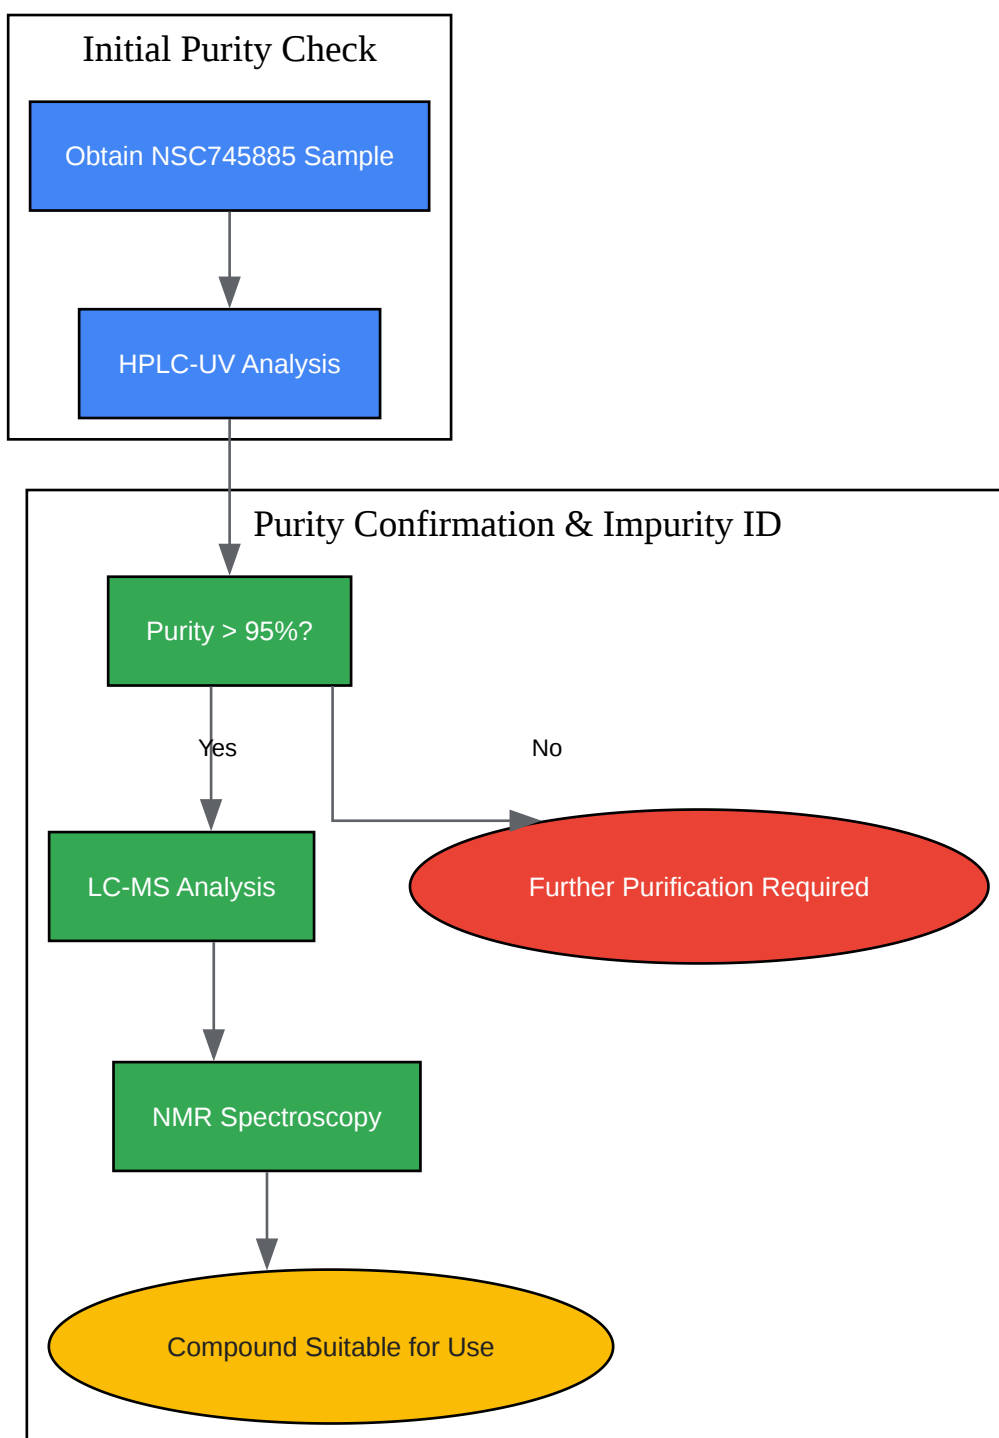 Initial Purity Check
Obtain NSC745885 Sample
HPLC-UV Analysis
Purity Confirmation & Impurity ID
Purity > 95%?
Yes
No
LC-MS Analysis
Further Purification Required
NMR Spectroscopy
Compound Suitable for Use